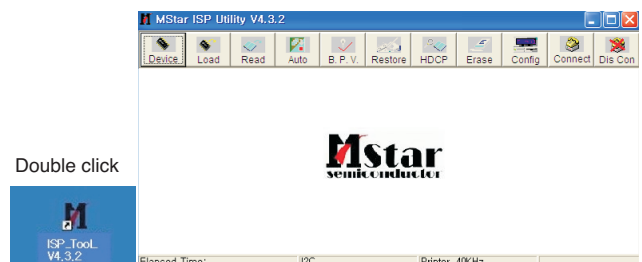 MStar ISP Utility V4.3.2
Device Load Read Auto B. P. V. Restore HDCP Erase Config Connect Dis Con
Mstar
semiconductor
Double click
ISP_TooL
V4,3,2
Elapsed Time: I2C Printer 40KHz